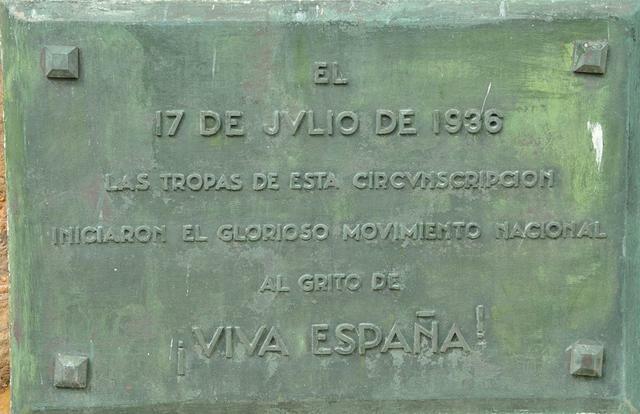 EL
17 DE JVLIO DE 1936
LAS TROPAS DE ESTA CIRCVNSCRIPCION
INICIARON EL GLORIOSO MOVIMIENTO NACIONAL
AL GRITO DE
¡VIVA ESPAÑA!